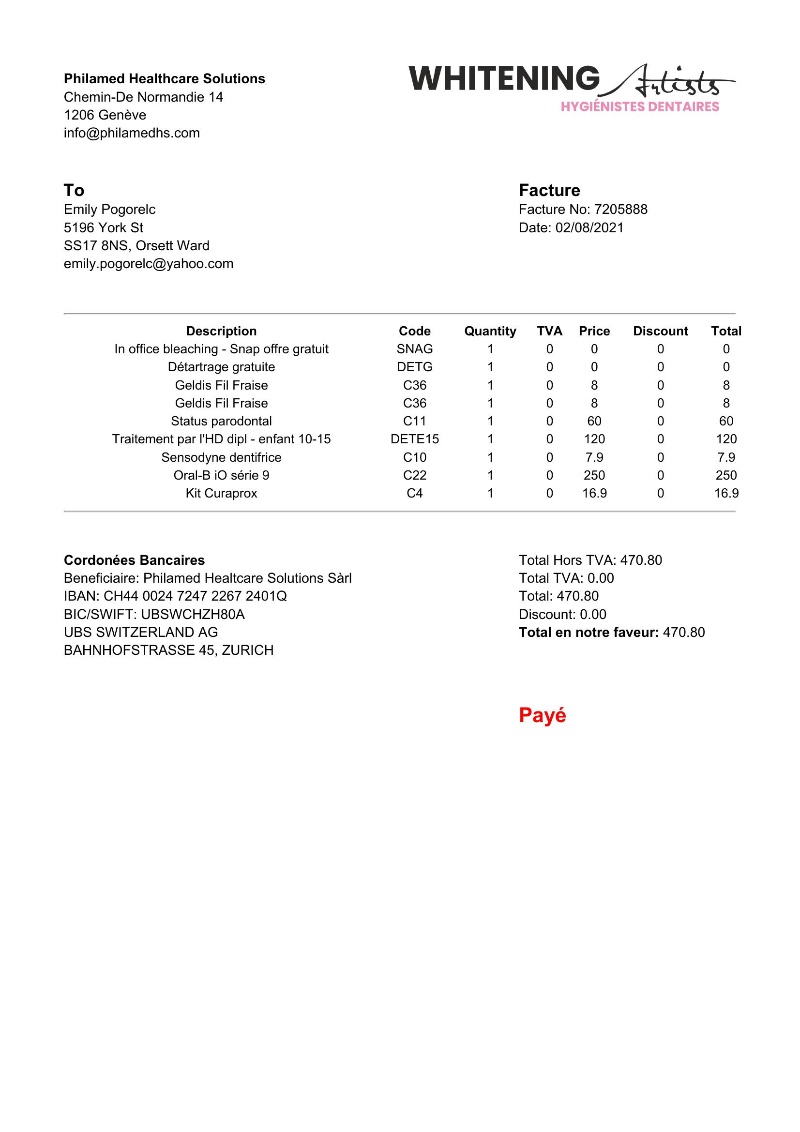 Philamed Healthcare Solutions
Chemin-De Normandie 14
1206 Genève
info@philamedhs.com
WHITENING Artists
HYGIÉNISTES DENTAIRES
To
Emily Pogorelc
5196 York St
SS17 8NS, Orsett Ward
emily.pogorelc@yahoo.com
Facture
Facture No: 7205888
Date: 02/08/2021
Description Code Quantity TVA Price Discount Total
In office bleaching - Snap offre gratuit SNAG 1 0 0 0 0
Détartrage gratuite DETG 1 0 0 0 0
Geldis Fil Fraise C36 1 0 8 0 8
Geldis Fil Fraise C36 1 0 8 0 8
Status parodontal C11 1 0 60 0 60
Traitement par l'HD dipl - enfant 10-15 DETE15 1 0 120 0 120
Sensodyne dentifrice C10 1 0 7.9 0 7.9
Oral-B iO série 9 C22 1 0 250 0 250
Kit Curaprox C4 1 0 16.9 0 16.9
Cordonées Bancaires
Beneficiaire: Philamed Healtcare Solutions Sàrl
IBAN: CH44 0024 7247 2267 2401Q
BIC/SWIFT: UBSWCHZH80A
UBS SWITZERLAND AG
BAHNHOFSTRASSE 45, ZURICH
Total Hors TVA: 470.80
Total TVA: 0.00
Total: 470.80
Discount: 0.00
Total en notre faveur: 470.80
Payé